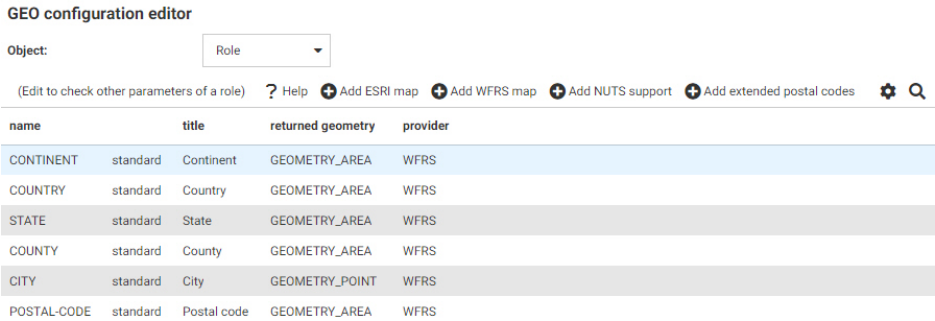 GEO configuration editor
Object: Role
(Edit to check other parameters of a role) ? Help Add ESRI map Add WFRS map Add NUTS support Add extended postal codes
name title returned geometry provider
CONTINENT standard Continent GEOMETRY_AREA WFRS
COUNTRY standard Country GEOMETRY_AREA WFRS
STATE standard State GEOMETRY_AREA WFRS
COUNTY standard County GEOMETRY_AREA WFRS
CITY standard City GEOMETRY_POINT WFRS
POSTAL-CODE standard Postal code GEOMETRY_AREA WFRS